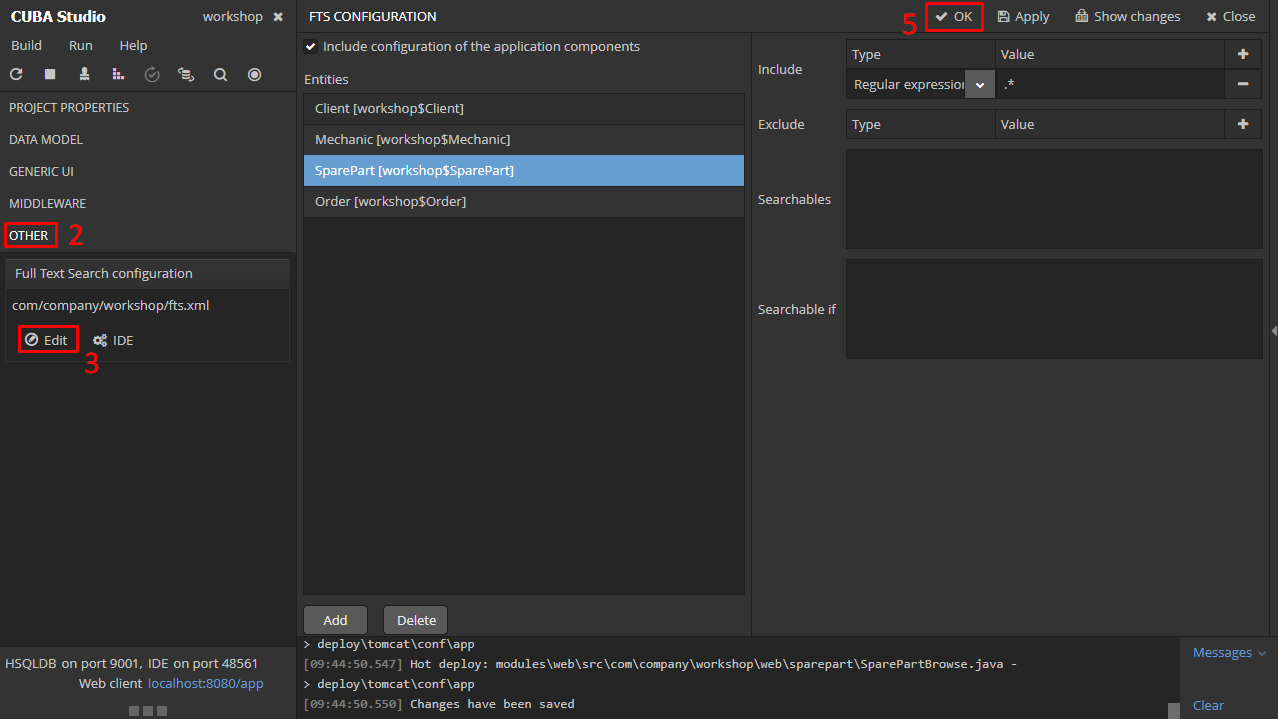 CUBA Studio
workshop
Build Run Help
PROJECT PROPERTIES
DATA MODEL
GENERIC UI
MIDDLEWARE
OTHER 2
Full Text Search configuration
com/company/workshop/fts.xml
Edit IDE
3
HSQLDB on port 9001, IDE on port 48561
Web client localhost:8080/app
FTS CONFIGURATION
5 OK Apply Show changes Close
Include configuration of the application components
Entities
Client [workshop$Client]
Mechanic [workshop$Mechanic]
SparePart [workshop$SparePart]
Order [workshop$Order]
Add Delete
Include
Type Value
Regular expression .*
Exclude
Type Value
Searchables
Searchable if
> deploy\tomcat\conf\app
[09:44:50.547] Hot deploy: modules\web\src\com\company\workshop\web\sparepart\SparePartBrowse.java -
> deploy\tomcat\conf\app
[09:44:50.550] Changes have been saved
Messages
Clear